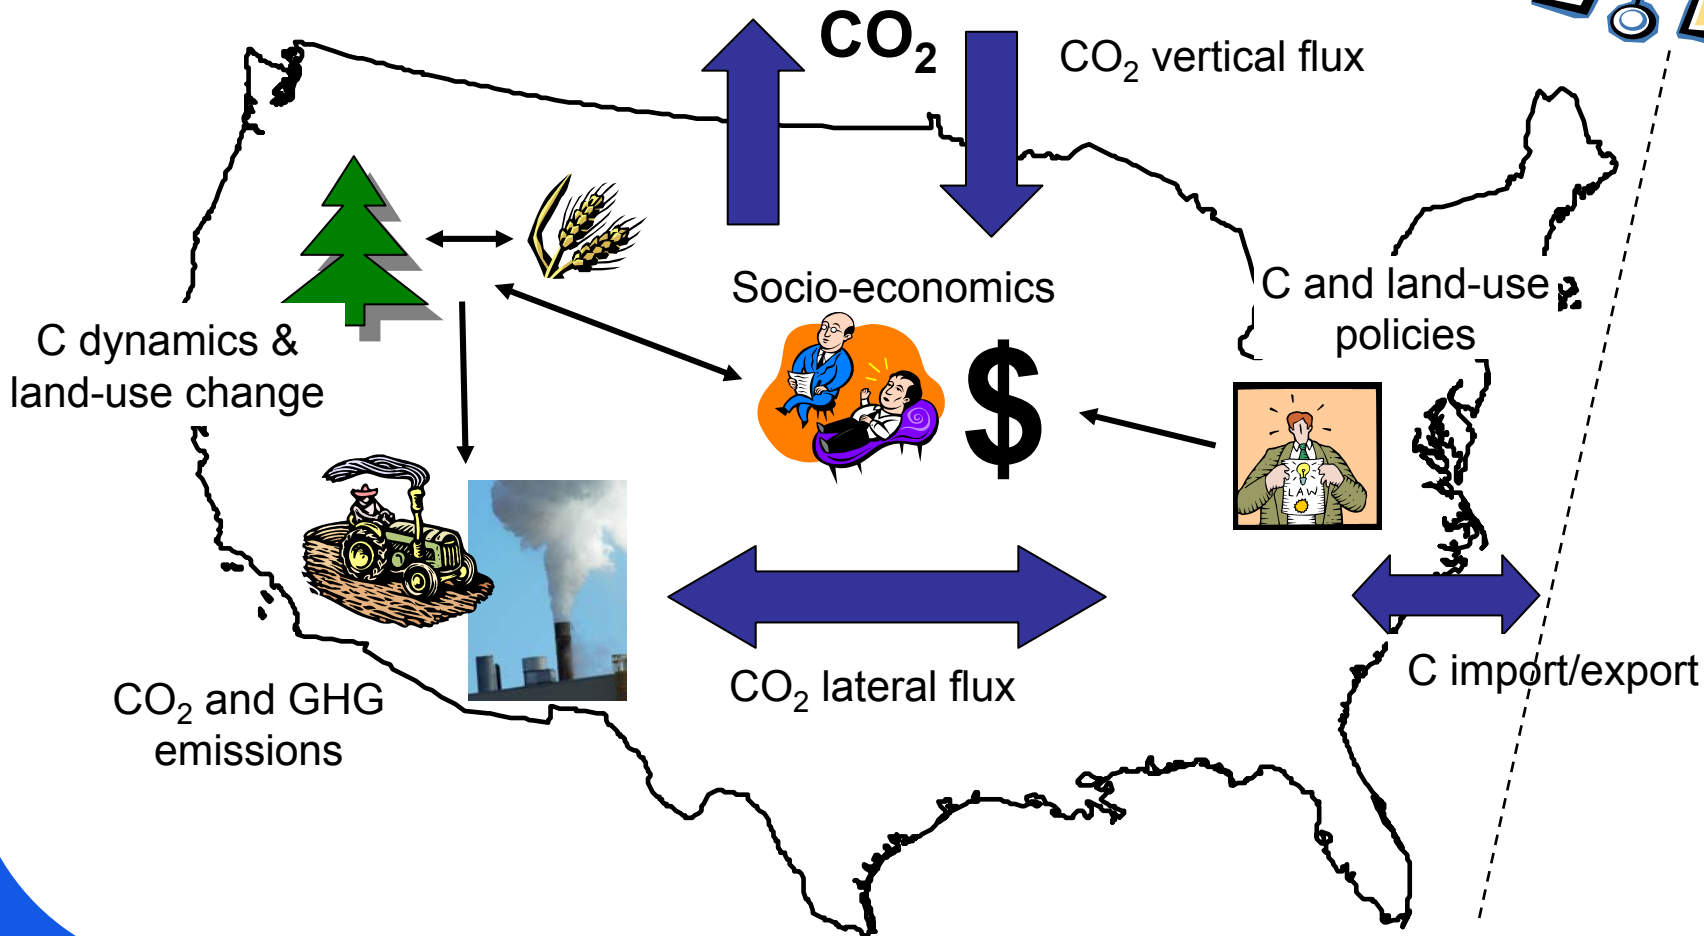 CO₂
CO₂ vertical flux
Socio-economics
C and land-use
policies
C dynamics &
land-use change
$
LAW
CO₂ lateral flux
C import/export
CO₂ and GHG
emissions